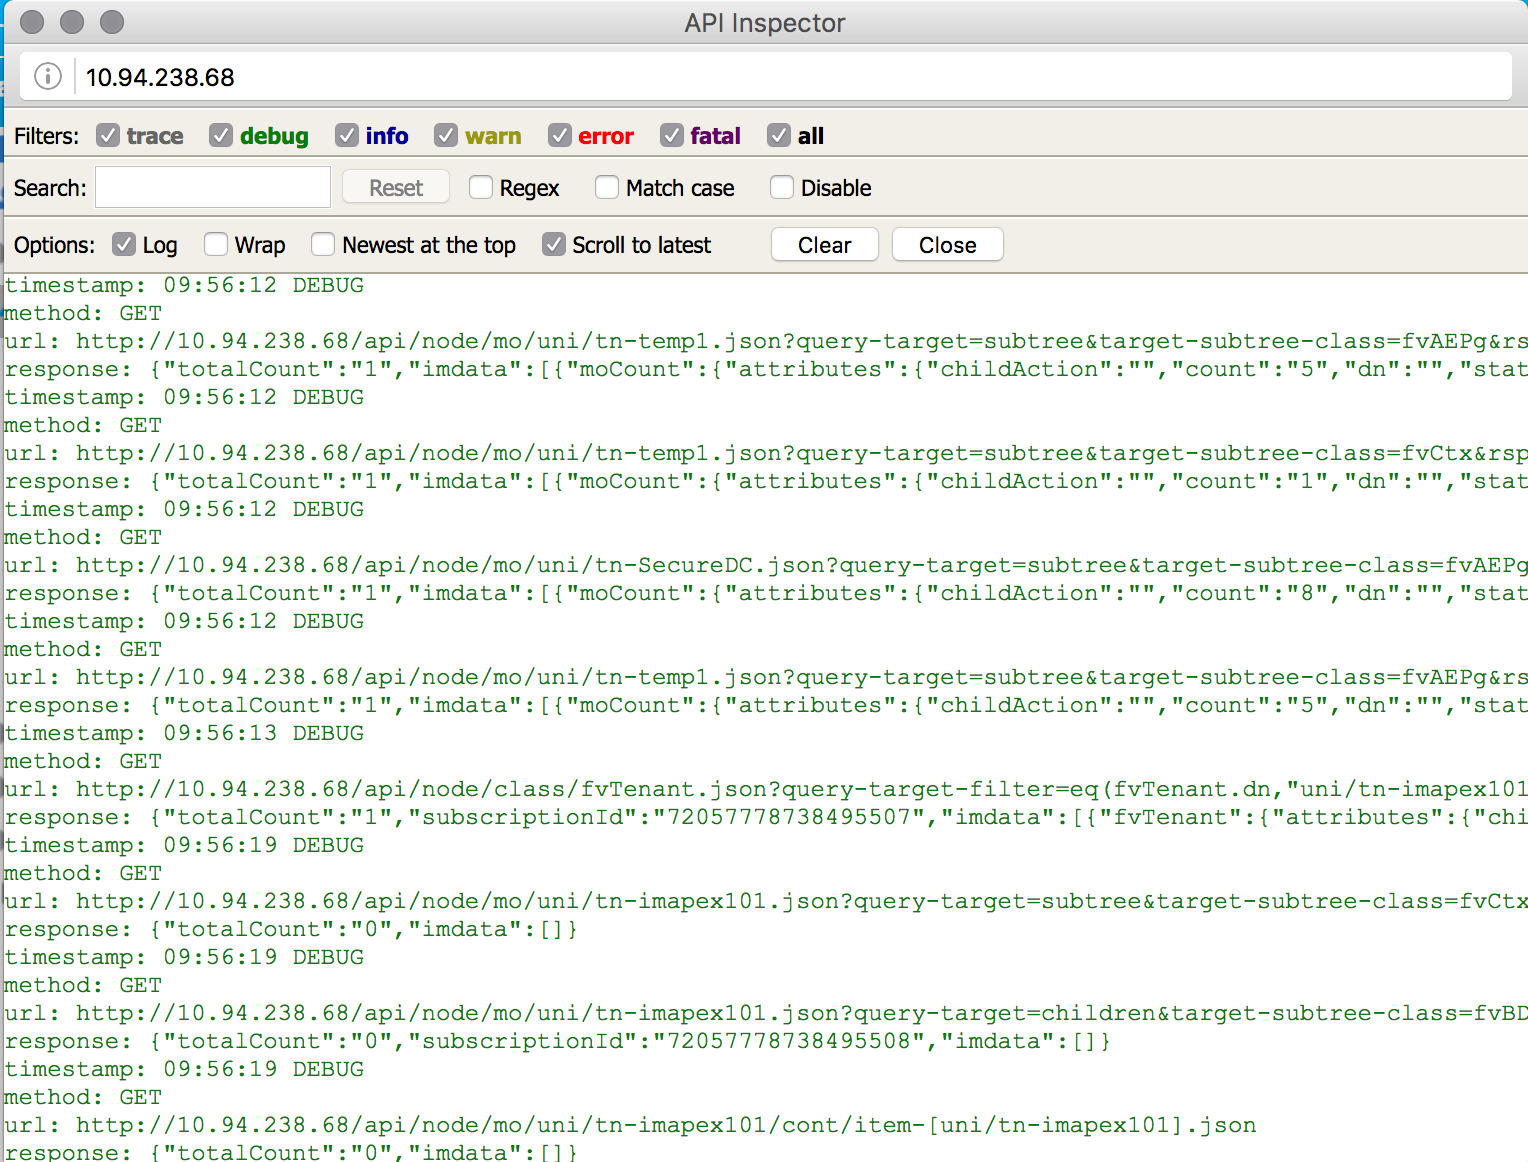 API Inspector
10.94.238.68
Filters: trace debug info warn error fatal all
Search: Reset Regex Match case Disable
Options: Log Wrap Newest at the top Scroll to latest Clear Close
timestamp: 09:56:12 DEBUG
method: GET
url: http://10.94.238.68/api/node/mo/uni/tn-temp1.json?query-target=subtree&target-subtree-class=fvAEPg&rs
response: {"totalCount":"1","imdata":[{"moCount":{"attributes":{"childAction":"","count":"5","dn":"","stat
timestamp: 09:56:12 DEBUG
method: GET
url: http://10.94.238.68/api/node/mo/uni/tn-temp1.json?query-target=subtree&target-subtree-class=fvCtx&rsp
response: {"totalCount":"1","imdata":[{"moCount":{"attributes":{"childAction":"","count":"1","dn":"","stat
timestamp: 09:56:12 DEBUG
method: GET
url: http://10.94.238.68/api/node/mo/uni/tn-SecureDC.json?query-target=subtree&target-subtree-class=fvAEPg
response: {"totalCount":"1","imdata":[{"moCount":{"attributes":{"childAction":"","count":"8","dn":"","stat
timestamp: 09:56:12 DEBUG
method: GET
url: http://10.94.238.68/api/node/mo/uni/tn-temp1.json?query-target=subtree&target-subtree-class=fvAEPg&rs
response: {"totalCount":"1","imdata":[{"moCount":{"attributes":{"childAction":"","count":"5","dn":"","stat
timestamp: 09:56:13 DEBUG
method: GET
url: http://10.94.238.68/api/node/class/fvTenant.json?query-target-filter=eq(fvTenant.dn,"uni/tn-imapex101
response: {"totalCount":"1","subscriptionId":"72057778738495507","imdata":[{"fvTenant":{"attributes":{"chi
timestamp: 09:56:19 DEBUG
method: GET
url: http://10.94.238.68/api/node/mo/uni/tn-imapex101.json?query-target=subtree&target-subtree-class=fvCtx
response: {"totalCount":"0","imdata":[]}
timestamp: 09:56:19 DEBUG
method: GET
url: http://10.94.238.68/api/node/mo/uni/tn-imapex101.json?query-target=children&target-subtree-class=fvBD
response: {"totalCount":"0","subscriptionId":"72057778738495508","imdata":[]}
timestamp: 09:56:19 DEBUG
method: GET
url: http://10.94.238.68/api/node/mo/uni/tn-imapex101/cont/item-[uni/tn-imapex101].json
response: {"totalCount":"0","imdata":[]}